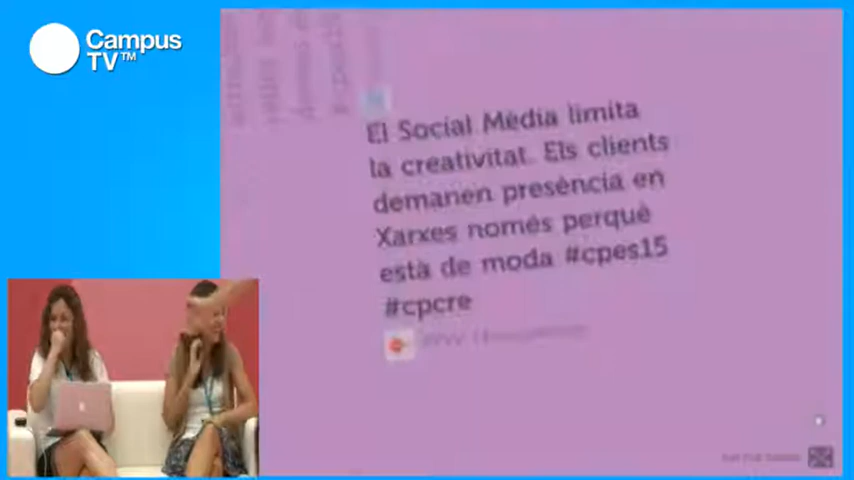 Campus
TV™
El Social Mèdia limita
la creativitat. Els clients
demanen presència en
Xarxes només perquè
està de moda #cpes15
#cpcre